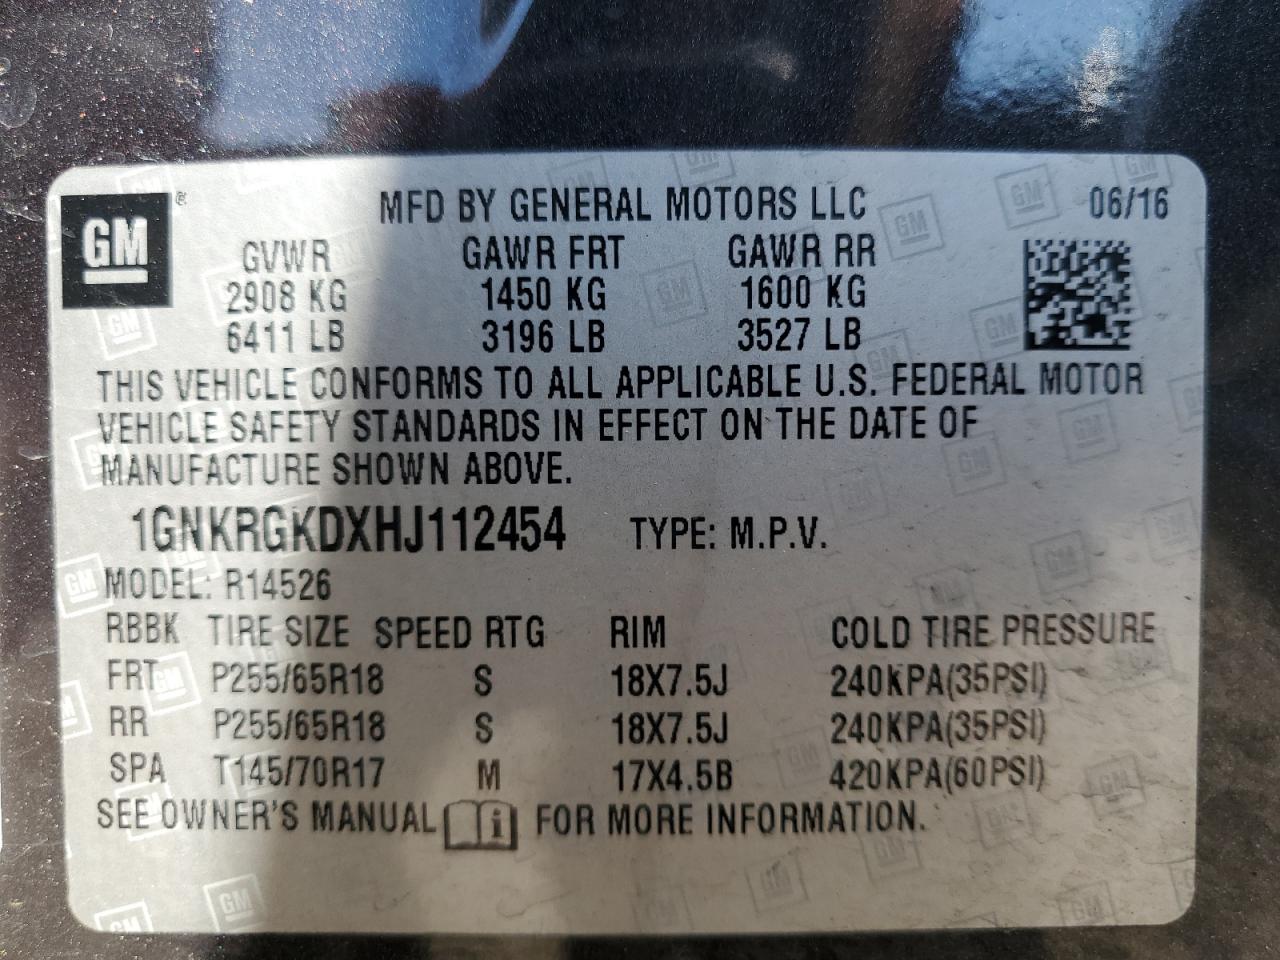 GM ®
MFD BY GENERAL MOTORS LLC 06/16
GVWR GAWR FRT GAWR RR
2908 KG 1450 KG 1600 KG
6411 LB 3196 LB 3527 LB
THIS VEHICLE CONFORMS TO ALL APPLICABLE U.S. FEDERAL MOTOR
VEHICLE SAFETY STANDARDS IN EFFECT ON THE DATE OF
MANUFACTURE SHOWN ABOVE.
1GNKRGKDXHJ112454 TYPE: M.P.V.
MODEL: R14526
RBBK TIRE SIZE SPEED RTG RIM COLD TIRE PRESSURE
FRT P255/65R18 S 18X7.5J 240KPA(35PSI)
RR P255/65R18 S 18X7.5J 240KPA(35PSI)
SPA T145/70R17 M 17X4.5B 420KPA(60PSI)
SEE OWNER'S MANUAL i FOR MORE INFORMATION.